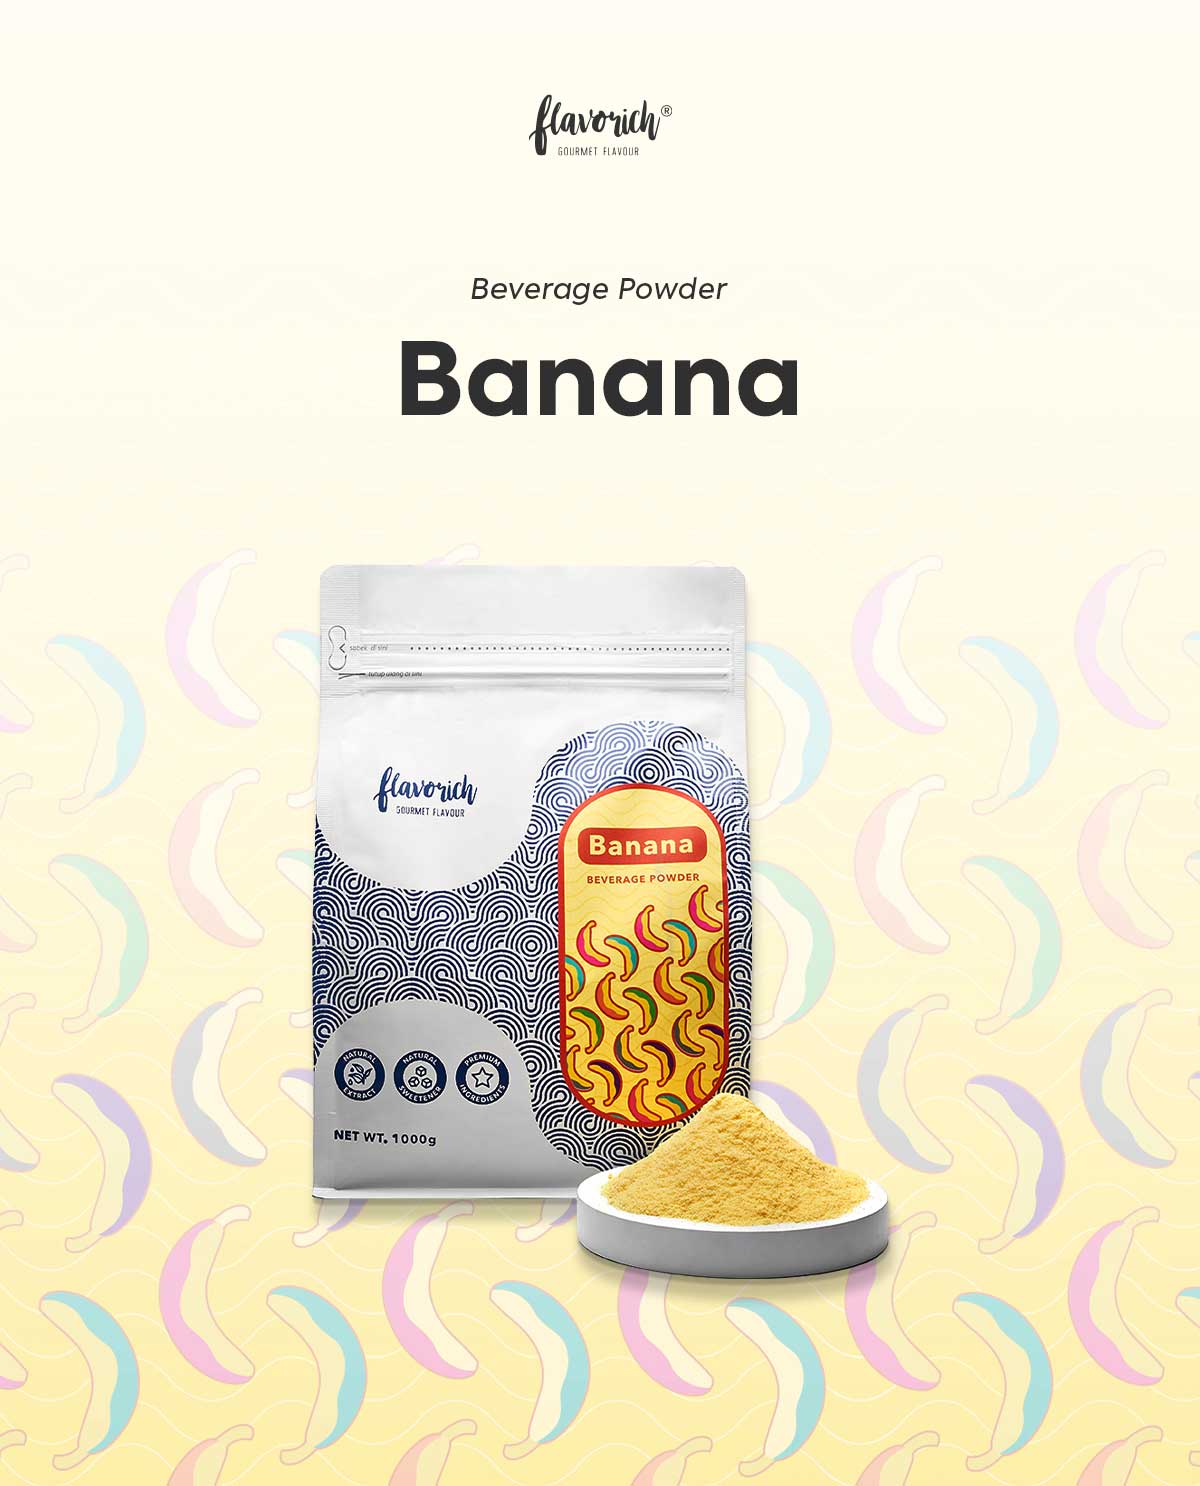 flavorich®
GOURMET FLAVOUR
Beverage Powder
Banana
sobek di sini
tutup ulang di sini
flavorich
GOURMET FLAVOUR
Banana
BEVERAGE POWDER
NATURAL EXTRACT
NATURAL SWEETENER
PREMIUM INGREDIENTS
NET WT. 1000g